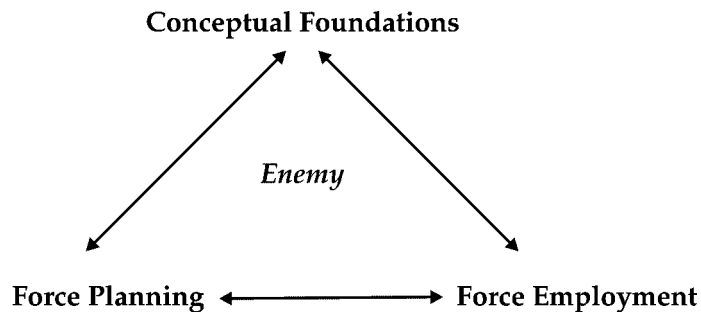 Conceptual Foundations
Enemy
Force Planning
Force Employment